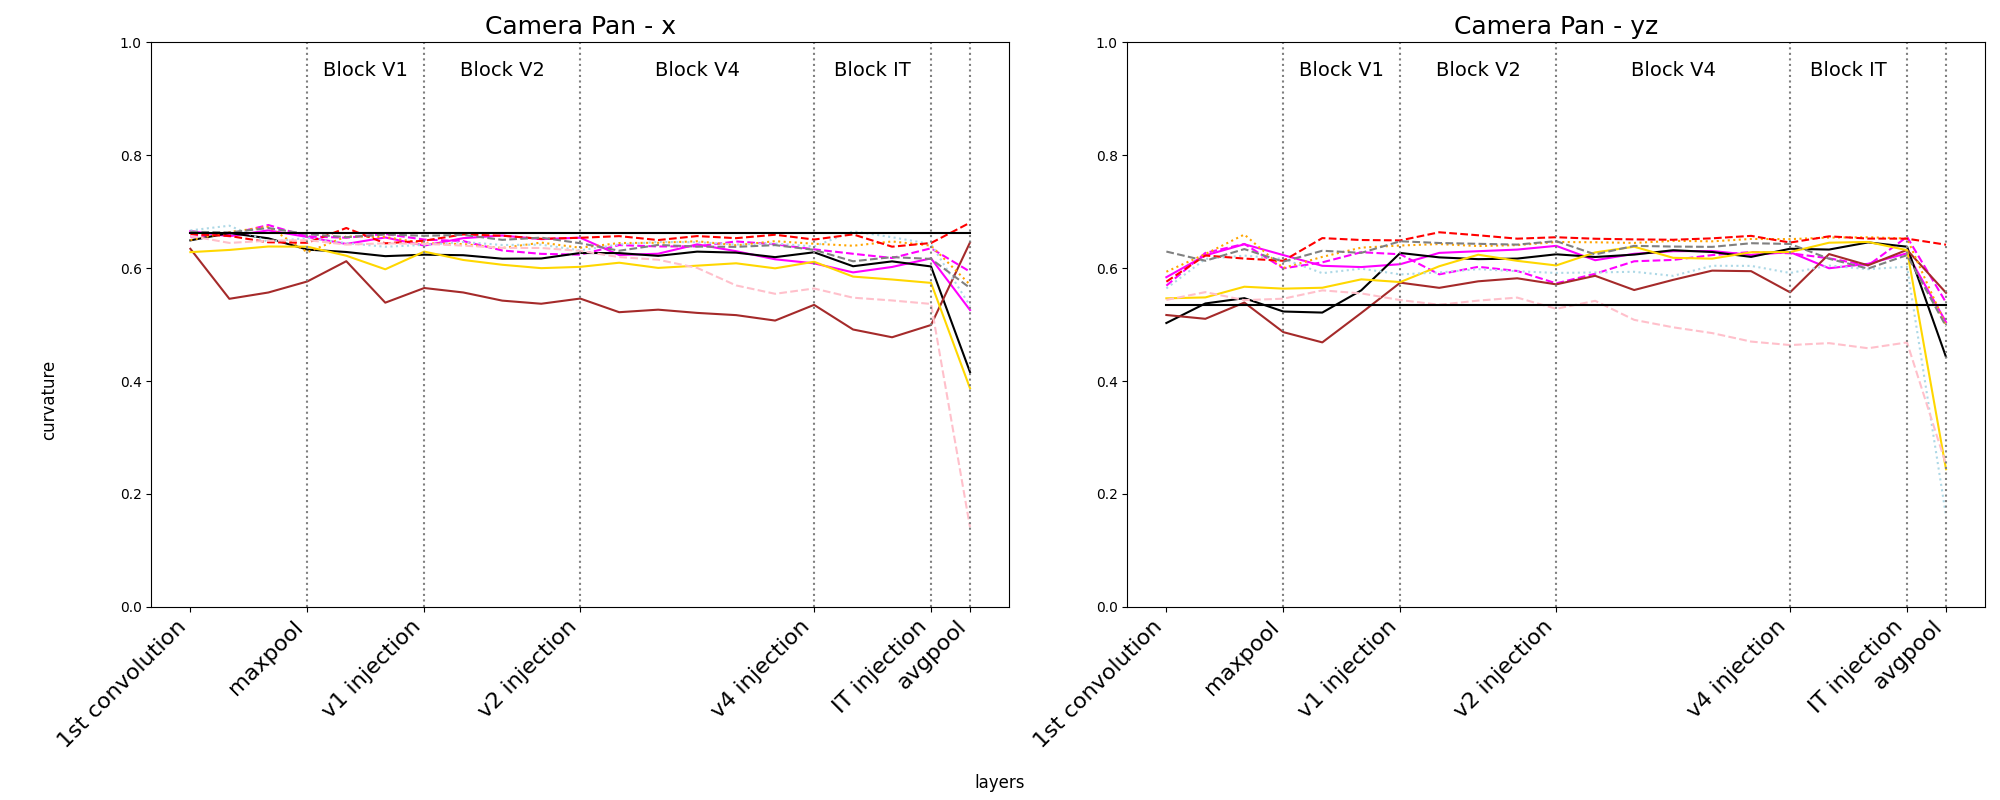 Camera Pan - x
1.0
0.8
0.6
0.4
0.2
0.0
Block V1
Block V2
Block V4
Block IT
1st convolution
maxpool
v1 injection
v2 injection
v4 injection
IT injection
avgpool
curvature
Camera Pan - yz
1.0
0.8
0.6
0.4
0.2
0.0
Block V1
Block V2
Block V4
Block IT
1st convolution
maxpool
v1 injection
v2 injection
v4 injection
IT injection
avgpool
layers